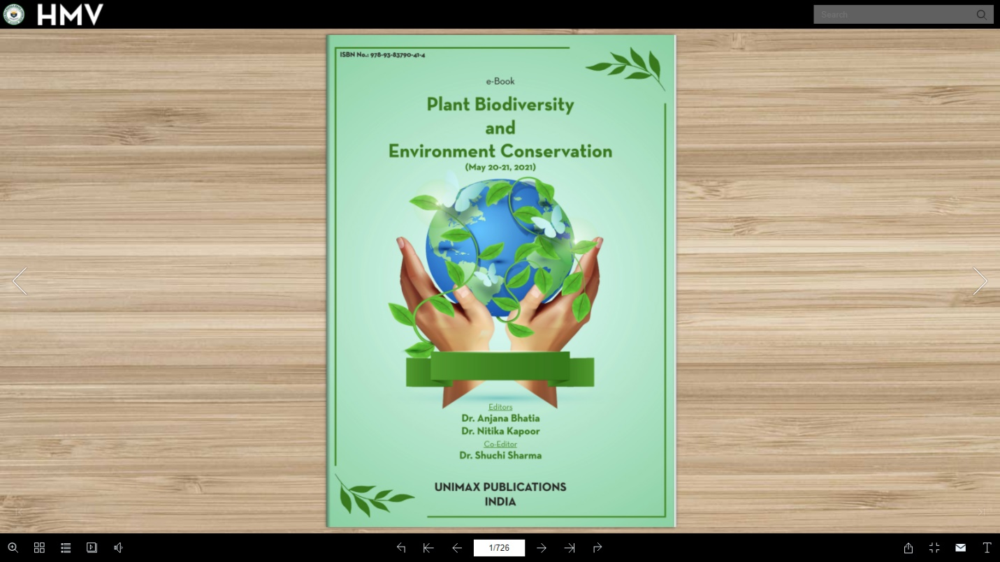 HMV
Search
ISBN No.: 978-93-83790-41-4
e-Book
Plant Biodiversity
and
Environment Conservation
(May 20-21, 2021)
Editors
Dr. Anjana Bhatia
Dr. Nitika Kapoor
Co-Editor
Dr. Shuchi Sharma
UNIMAX PUBLICATIONS
INDIA
1/726